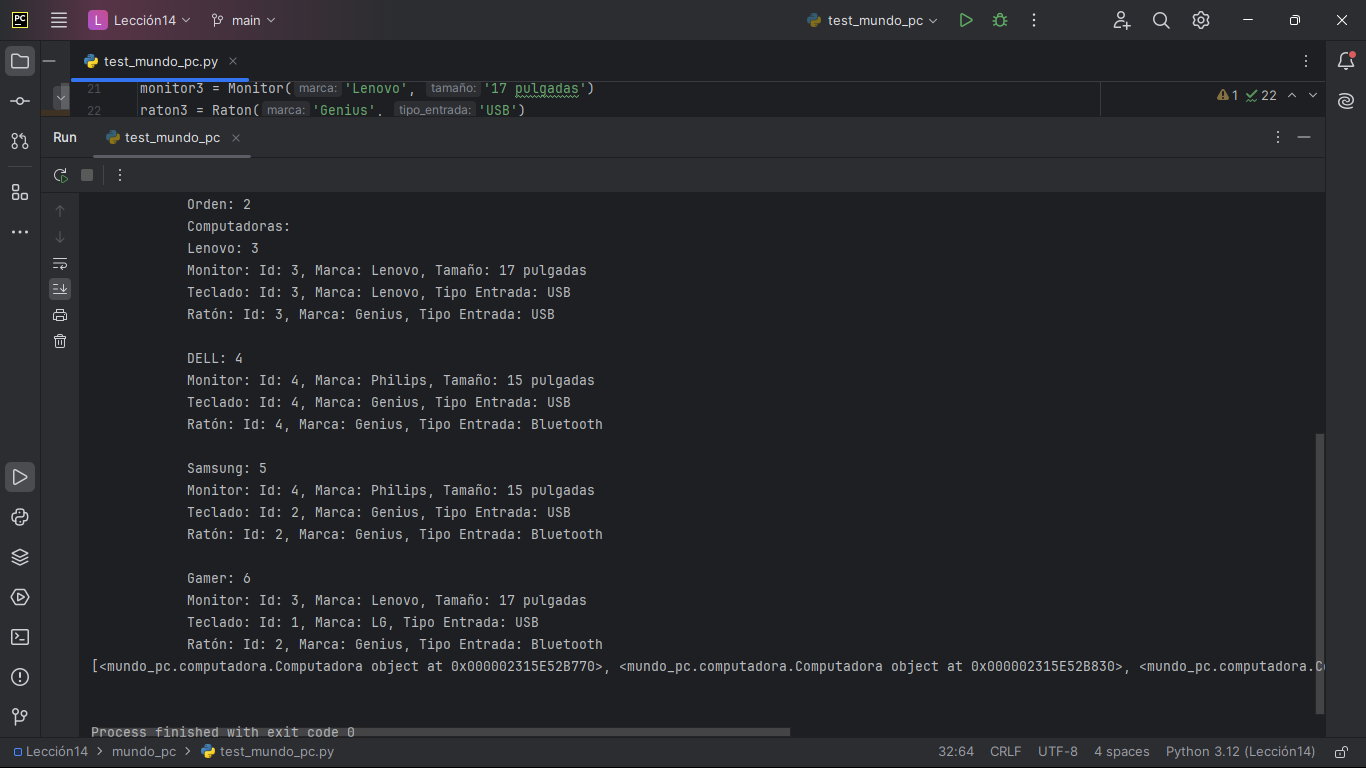 PC L Lección14 main test_mundo_pc
test_mundo_pc.py
21 monitor3 = Monitor( marca: 'Lenovo', tamaño: '17 pulgadas')
22 raton3 = Raton( marca: 'Genius', tipo_entrada: 'USB')
1 22
Run test_mundo_pc
Orden: 2
Computadoras:
Lenovo: 3
Monitor: Id: 3, Marca: Lenovo, Tamaño: 17 pulgadas
Teclado: Id: 3, Marca: Lenovo, Tipo Entrada: USB
Ratón: Id: 3, Marca: Genius, Tipo Entrada: USB
DELL: 4
Monitor: Id: 4, Marca: Philips, Tamaño: 15 pulgadas
Teclado: Id: 4, Marca: Genius, Tipo Entrada: USB
Ratón: Id: 4, Marca: Genius, Tipo Entrada: Bluetooth
Samsung: 5
Monitor: Id: 4, Marca: Philips, Tamaño: 15 pulgadas
Teclado: Id: 2, Marca: Genius, Tipo Entrada: USB
Ratón: Id: 2, Marca: Genius, Tipo Entrada: Bluetooth
Gamer: 6
Monitor: Id: 3, Marca: Lenovo, Tamaño: 17 pulgadas
Teclado: Id: 1, Marca: LG, Tipo Entrada: USB
Ratón: Id: 2, Marca: Genius, Tipo Entrada: Bluetooth
[<mundo_pc.computadora.Computadora object at 0x000002315E52B770>, <mundo_pc.computadora.Computadora object at 0x000002315E52B830>, <mundo_pc.computadora.C
Process finished with exit code 0
Lección14 > mundo_pc > test_mundo_pc.py 32:64 CRLF UTF-8 4 spaces Python 3.12 (Lección14)